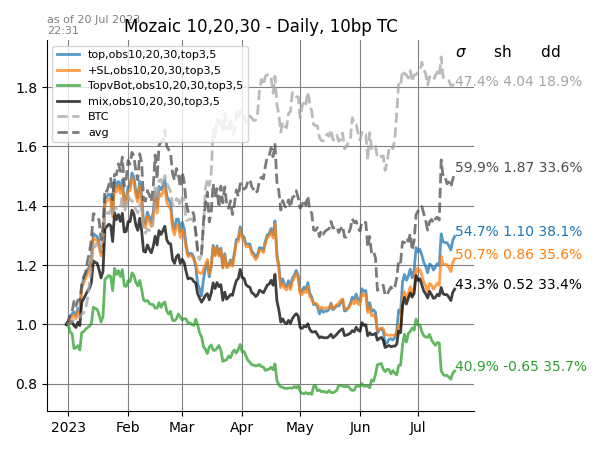 as of 20 Jul 2023
22:31
Mozaic 10,20,30 - Daily, 10bp TC
σ sh dd
top,obs10,20,30,top3,5
+SL,obs10,20,30,top3,5
TopvBot,obs10,20,30,top3,5
mix,obs10,20,30,top3,5
BTC
avg
47.4% 4.04 18.9%
59.9% 1.87 33.6%
54.7% 1.10 38.1%
50.7% 0.86 35.6%
43.3% 0.52 33.4%
40.9% -0.65 35.7%
1.8
1.6
1.4
1.2
1.0
0.8
2023 Feb Mar Apr May Jun Jul